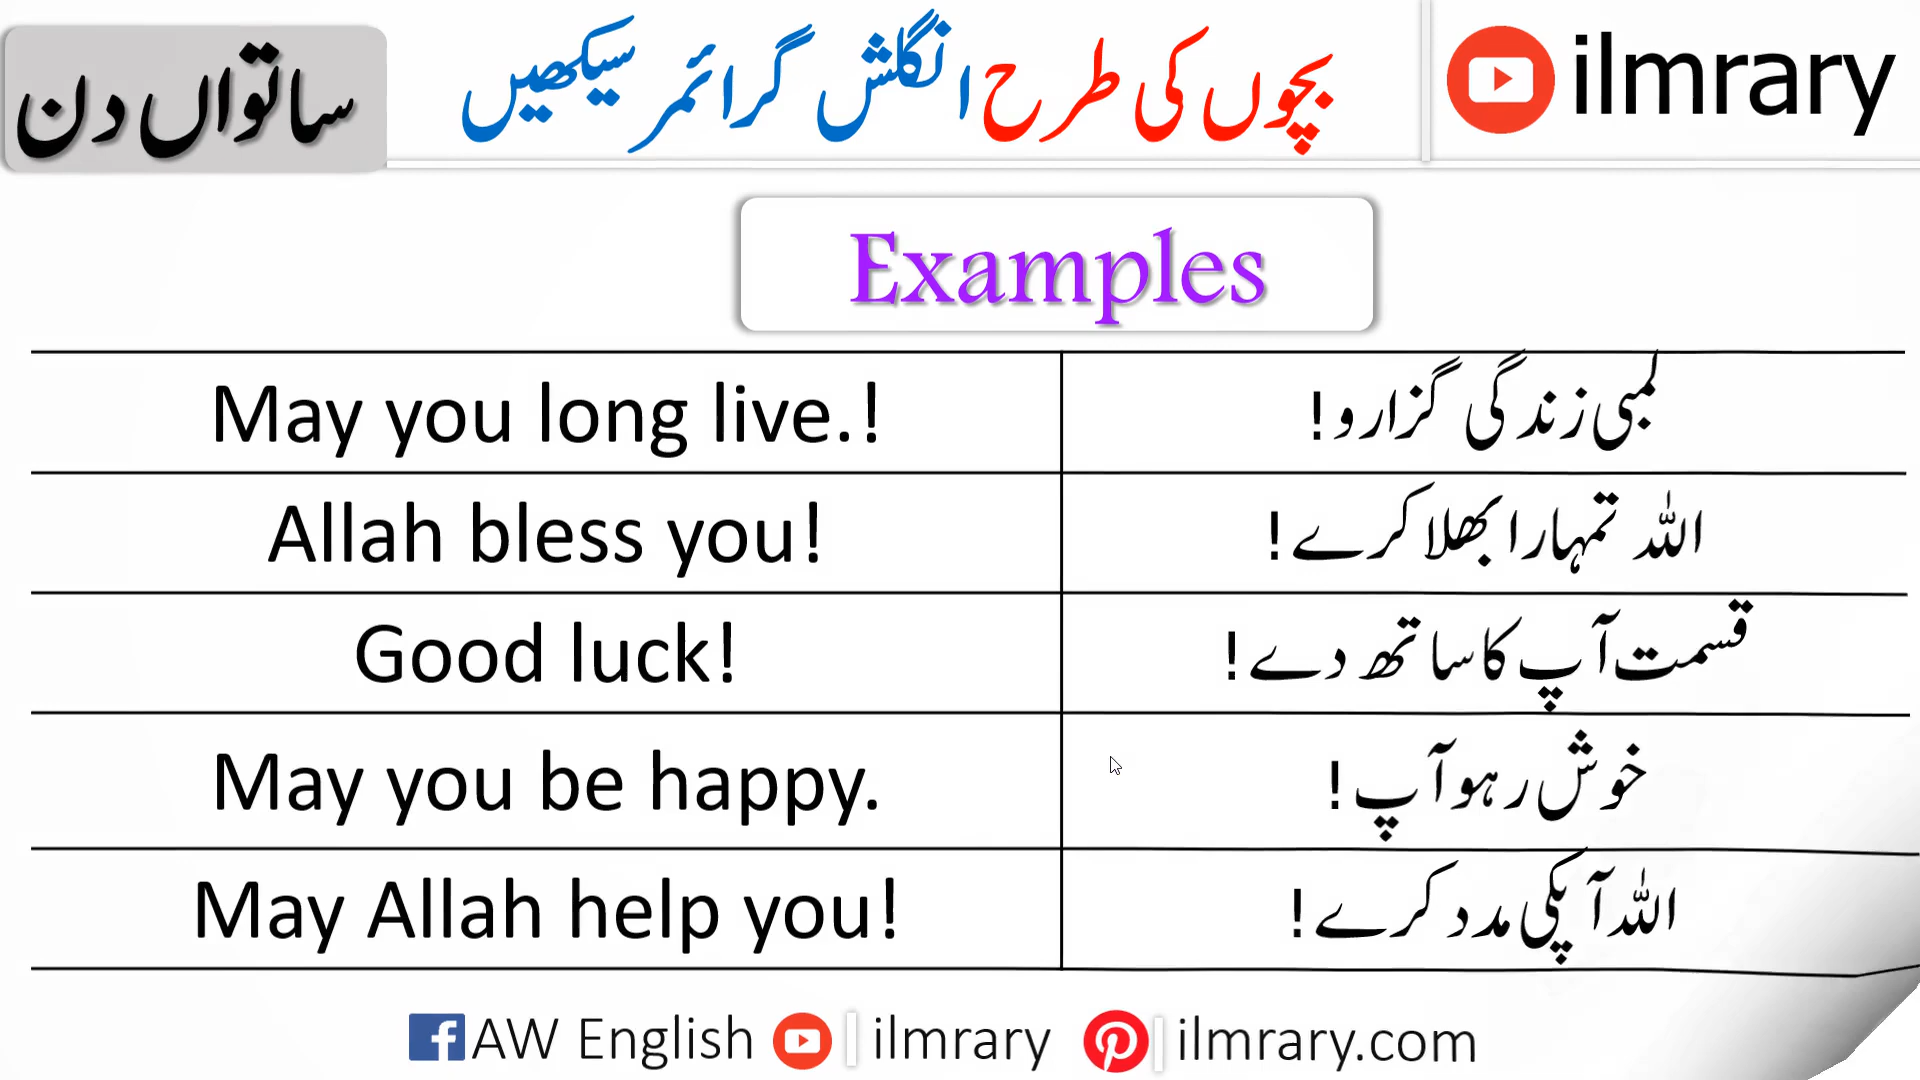 ساتواں دن
بچوں کی طرح انگلش گرائمر سیکھیں
ilmrary
Examples
May you long live.! لمبی زندگی گزارو!
Allah bless you! اللہ تمہارا بھلا کرے!
Good luck! قسمت آپ کا ساتھ دے!
May you be happy. خوش رہو آپ!
May Allah help you! اللہ آپکی مدد کرے!
AW English | ilmrary | ilmrary.com